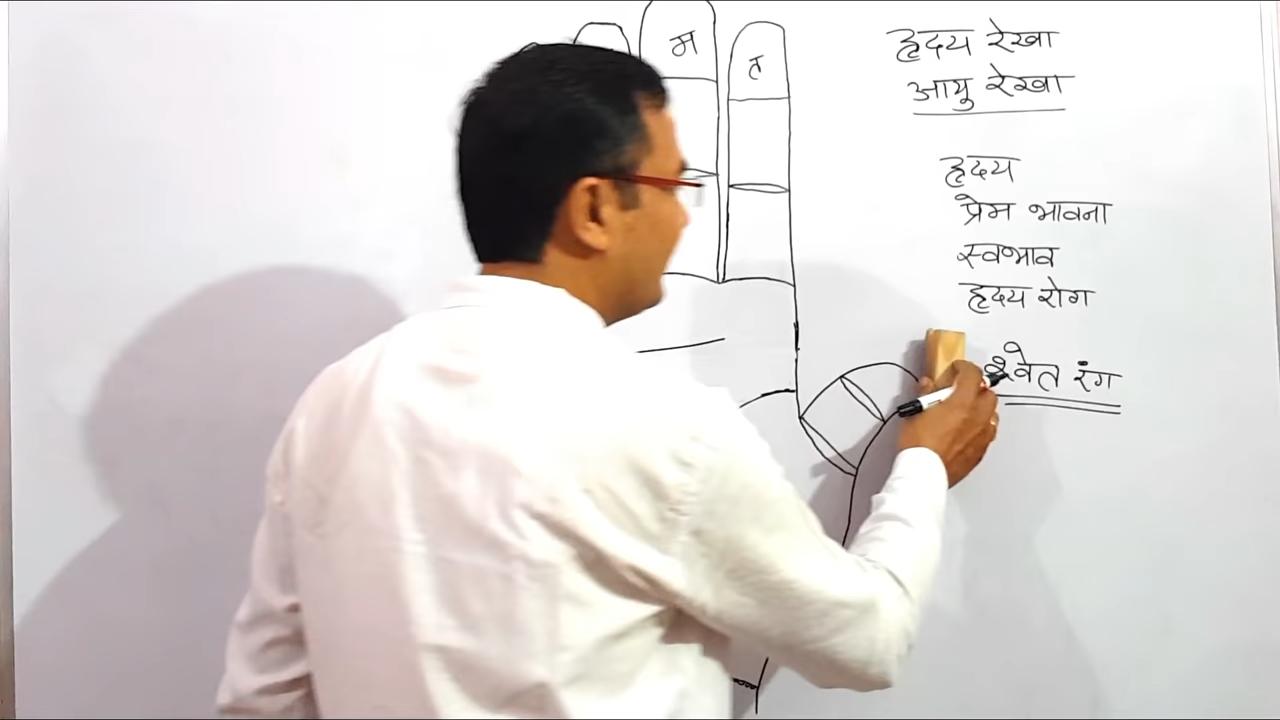 म
त
हृदय रेखा
आयु रेखा
हृदय
प्रेम भावना
स्वभाव
हृदय रोग
श्वेत रंग